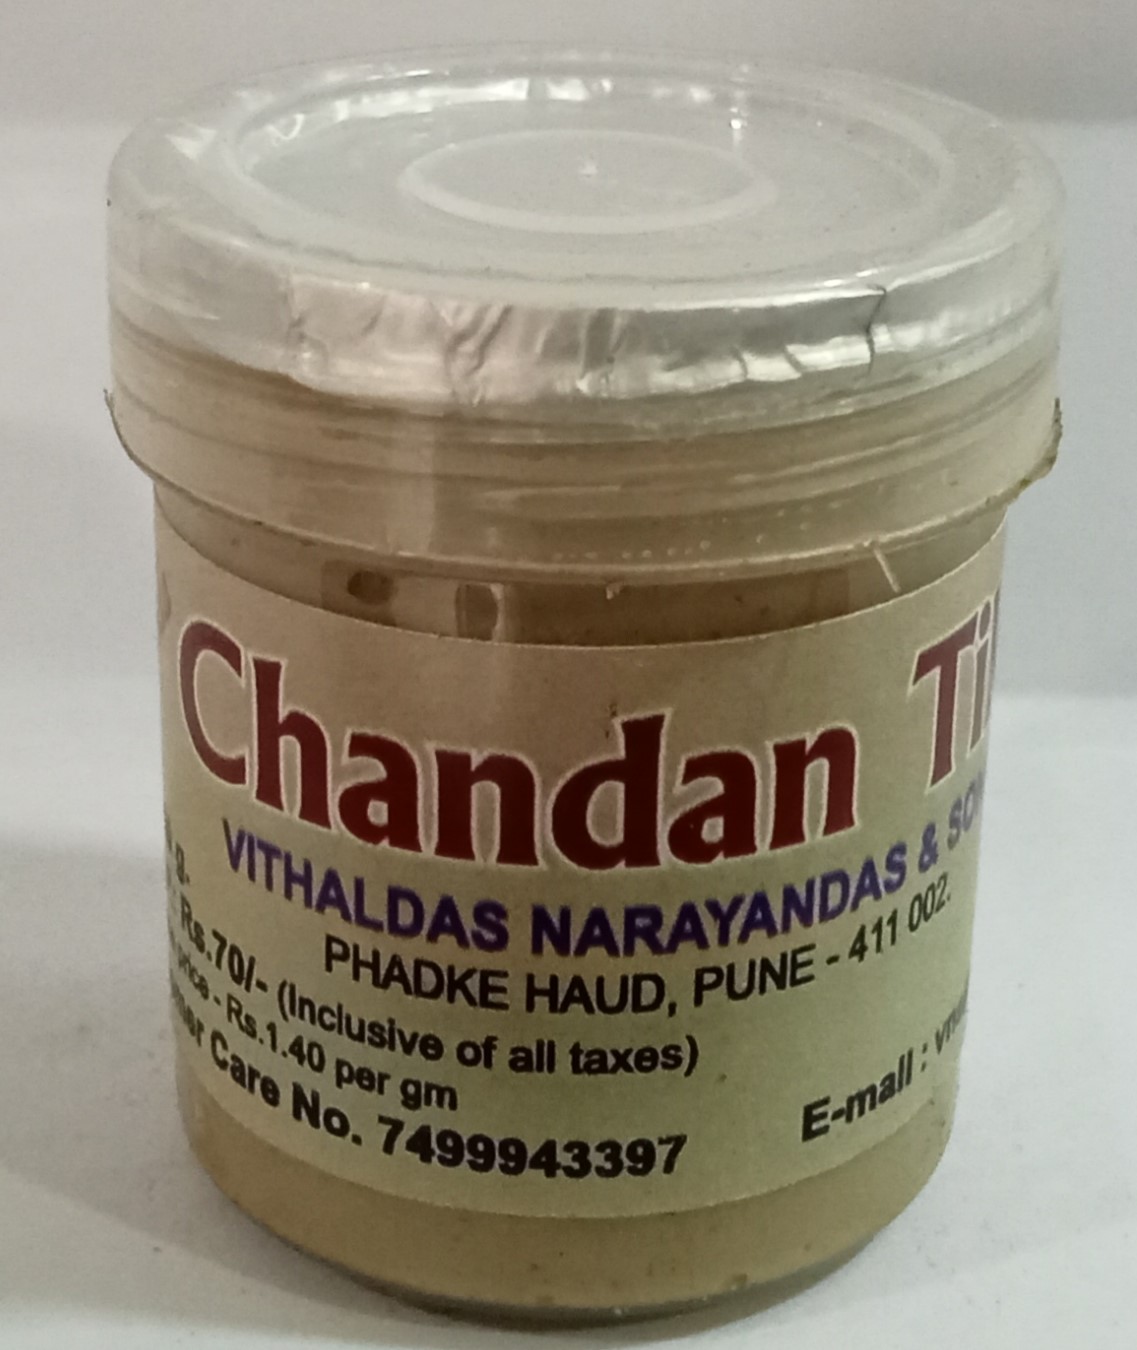 Chandan
VITHALDAS NARAYANDAS &
PHADKE HAUD, PUNE - 411 002.
g.
Rs.70/- (Inclusive of all taxes)
price - Rs.1.40 per gm
Care No. 7499943397
E-mail :